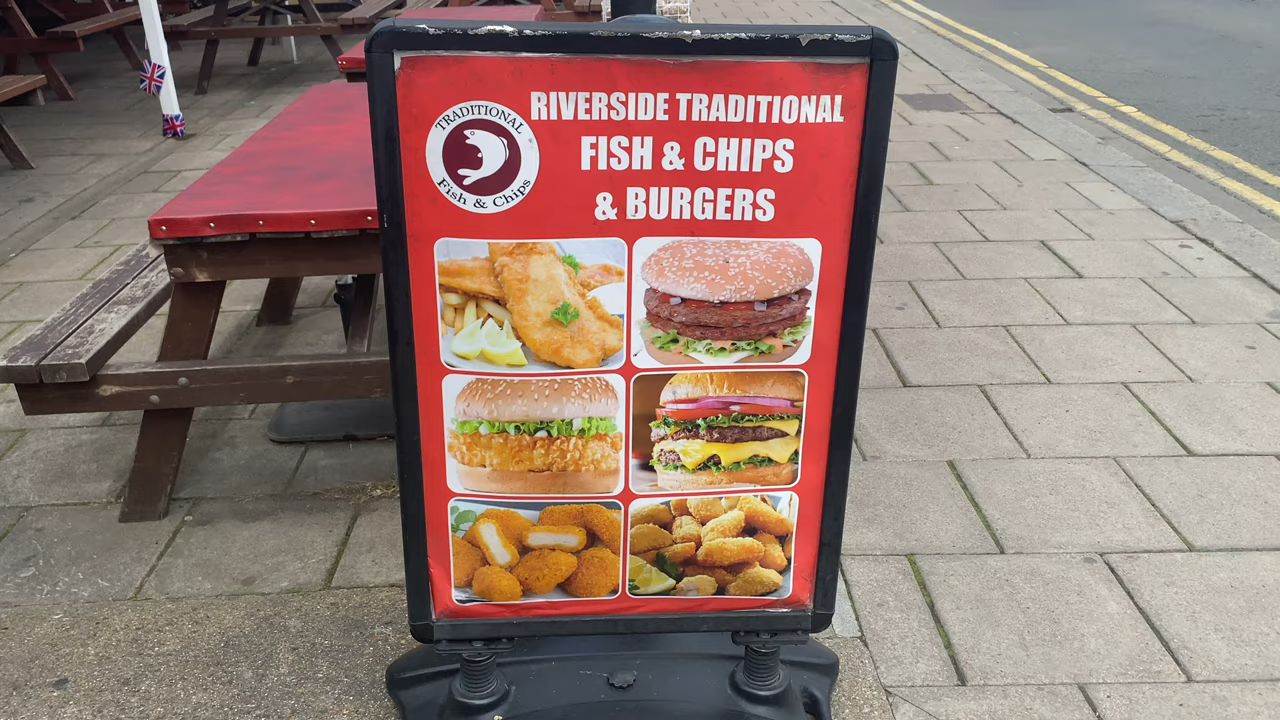 TRADITIONAL
Fish & Chips
RIVERSIDE TRADITIONAL
FISH & CHIPS
& BURGERS